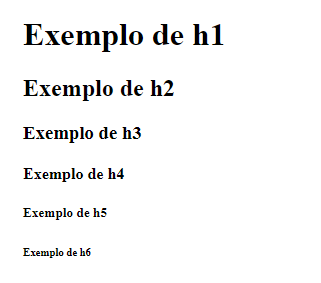 Exemplo de h1
Exemplo de h2
Exemplo de h3
Exemplo de h4
Exemplo de h5
Exemplo de h6